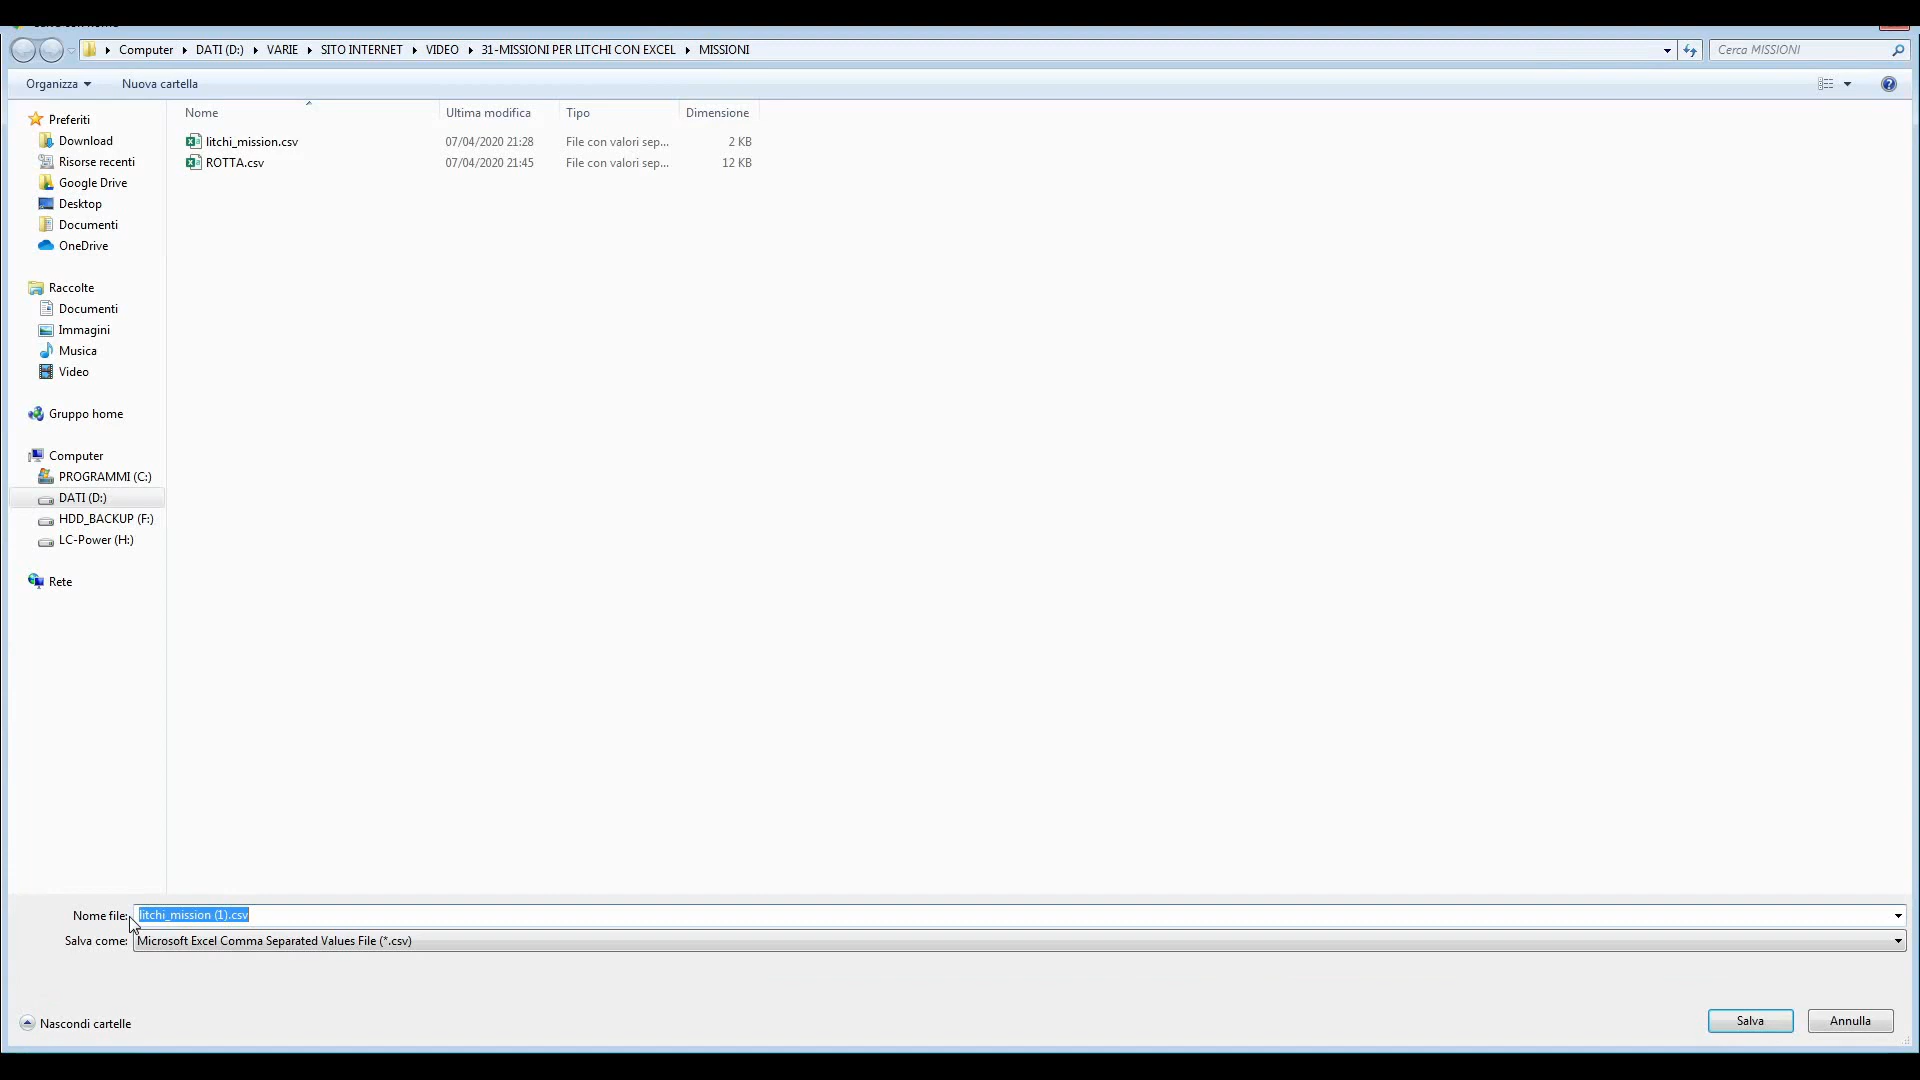 Computer DATI (D:) VARIE SITO INTERNET VIDEO 31-MISSIONI PER LITCHI CON EXCEL MISSIONI Cerca MISSIONI
Organizza Nuova cartella
Preferiti
Download
Risorse recenti
Google Drive
Desktop
Documenti
OneDrive
Raccolte
Documenti
Immagini
Musica
Video
Gruppo home
Computer
PROGRAMMI (C:)
DATI (D:)
HDD_BACKUP (F:)
LC-Power (H:)
Rete
Nome Ultima modifica Tipo Dimensione
litchi_mission.csv 07/04/2020 21:28 File con valori sep... 2 KB
ROTTA.csv 07/04/2020 21:45 File con valori sep... 12 KB
Nome file: litchi_mission (1).csv
Salva come: Microsoft Excel Comma Separated Values File (*.csv)
Nascondi cartelle Salva Annulla